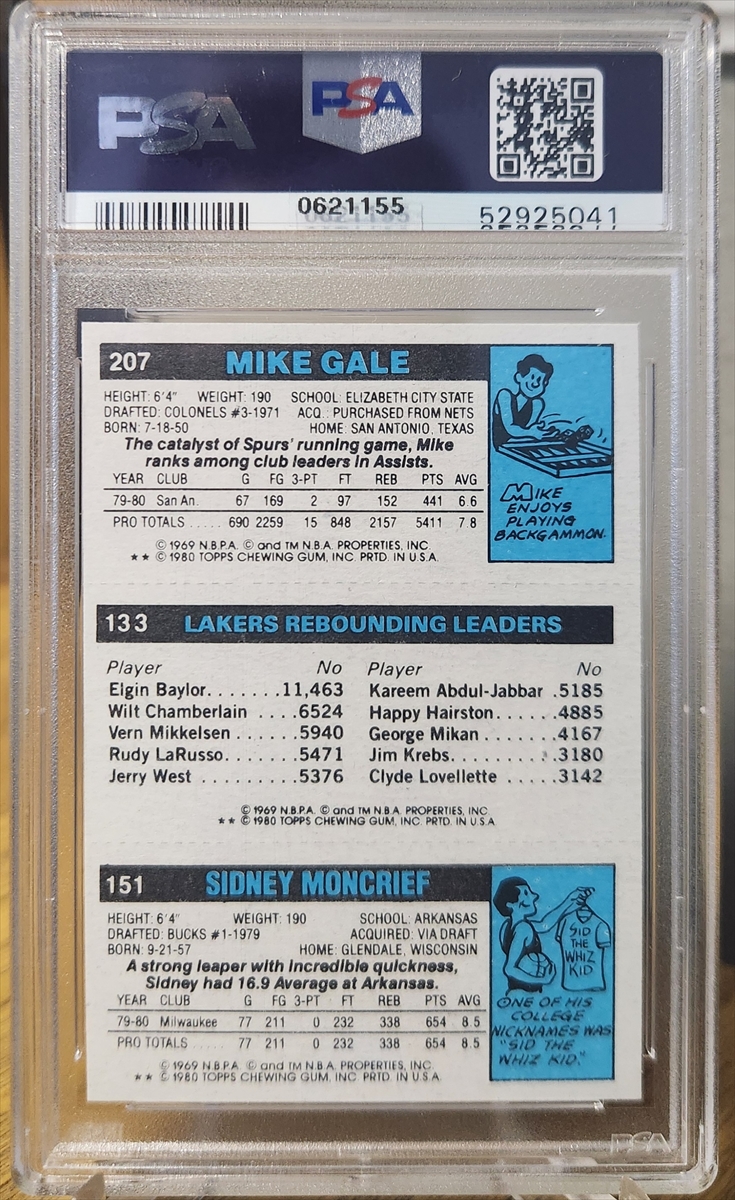 PSA
PSA
0621155
52925041
207 MIKE GALE
HEIGHT: 6'4" WEIGHT: 190 SCHOOL: ELIZABETH CITY STATE
DRAFTED: COLONELS #3-1971 ACQ.: PURCHASED FROM NETS
BORN: 7-18-50 HOME: SAN ANTONIO, TEXAS
The catalyst of Spurs' running game, Mike
ranks among club leaders in Assists.
YEAR CLUB G FG 3-PT FT REB PTS AVG
79-80 San An. 67 169 2 97 152 441 6.6
PRO TOTALS ..... 690 2259 15 848 2157 5411 7.8
© 1969 N.B.P.A. © and TM N.B.A. PROPERTIES, INC.
★★ © 1980 TOPPS CHEWING GUM, INC. PRTD. IN U.S.A.
MIKE
ENJOYS
PLAYING
BACKGAMMON.
133 LAKERS REBOUNDING LEADERS
Player No Player No
Elgin Baylor.......11,463 Kareem Abdul-Jabbar .5185
Wilt Chamberlain ....6524 Happy Hairston......4885
Vern Mikkelsen .....5940 George Mikan.......4167
Rudy LaRusso.......5471 Jim Krebs..........3180
Jerry West .........5376 Clyde Lovellette .....3142
© 1969 N.B.P.A. © and TM N.B.A. PROPERTIES, INC.
★★ © 1980 TOPPS CHEWING GUM, INC. PRTD. IN U.S.A.
151 SIDNEY MONCRIEF
HEIGHT: 6'4" WEIGHT: 190 SCHOOL: ARKANSAS
DRAFTED: BUCKS #1-1979 ACQUIRED: VIA DRAFT
BORN: 9-21-57 HOME: GLENDALE, WISCONSIN
A strong leaper with incredible quickness,
Sidney had 16.9 Average at Arkansas.
YEAR CLUB G FG 3-PT FT REB PTS AVG
79-80 Milwaukee 77 211 0 232 338 654 8.5
PRO TOTALS ..... 77 211 0 232 338 654 8.5
© 1969 N.B.P.A. © and TM N.B.A. PROPERTIES, INC.
★★ © 1980 TOPPS CHEWING GUM, INC. PRTD. IN U.S.A.
SID
THE
WHIZ
KID
ONE OF HIS
COLLEGE
NICKNAMES WAS
"SID THE
WHIZ KID."
PSA